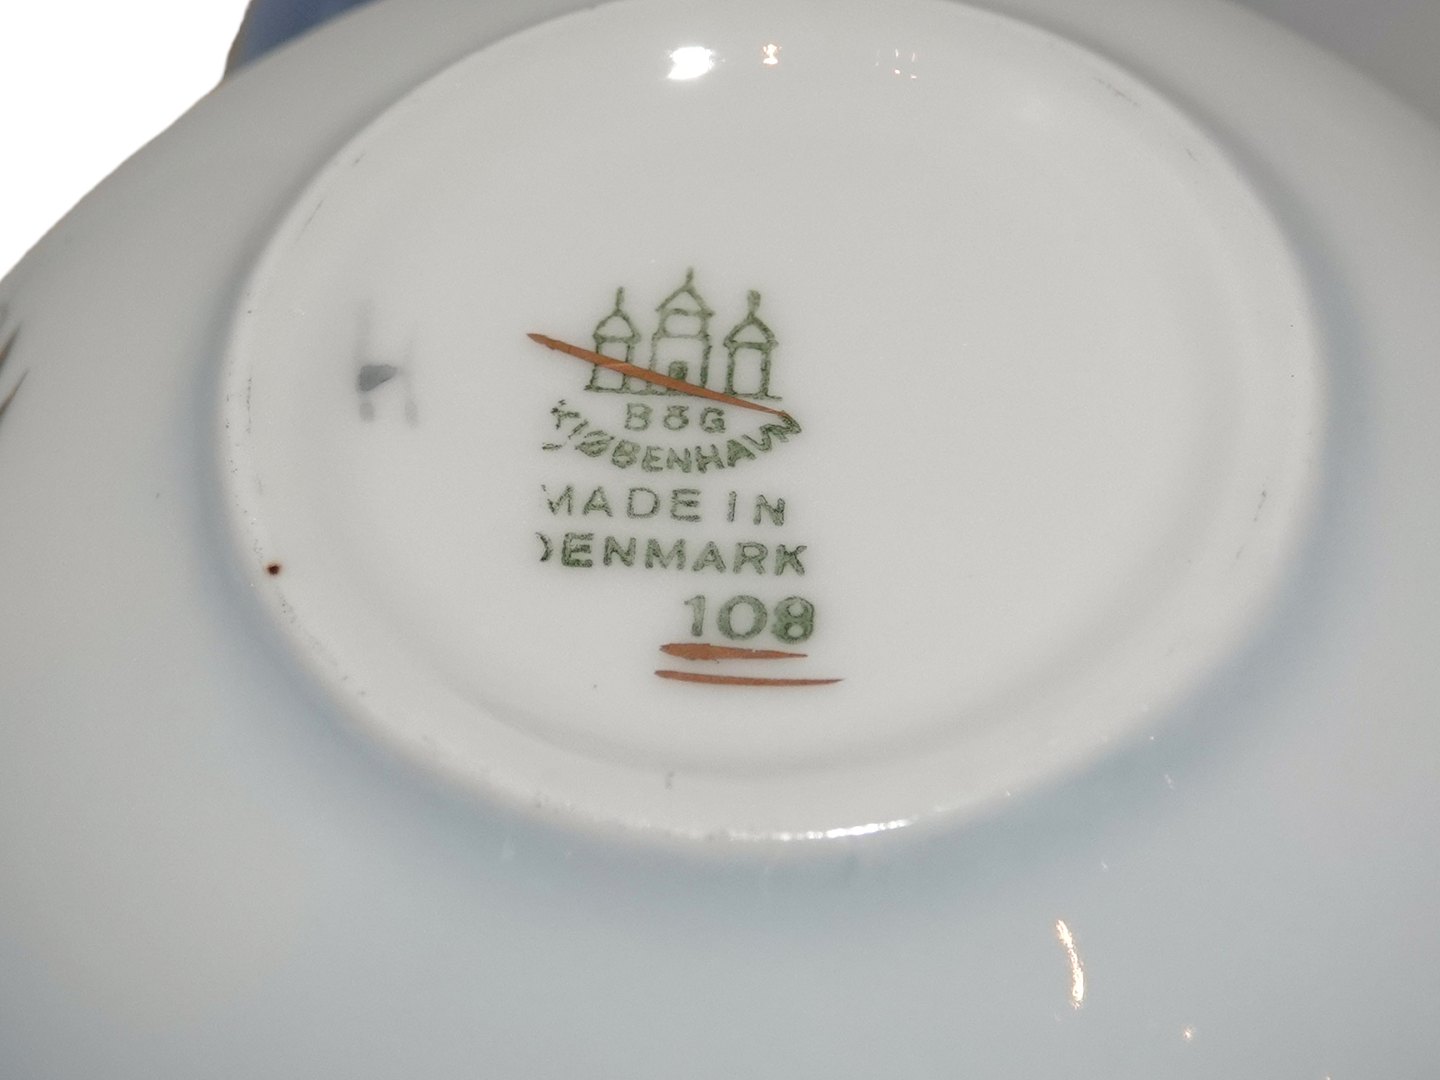 B&G
KJØBENHAVN
MADE IN
DENMARK
108
H